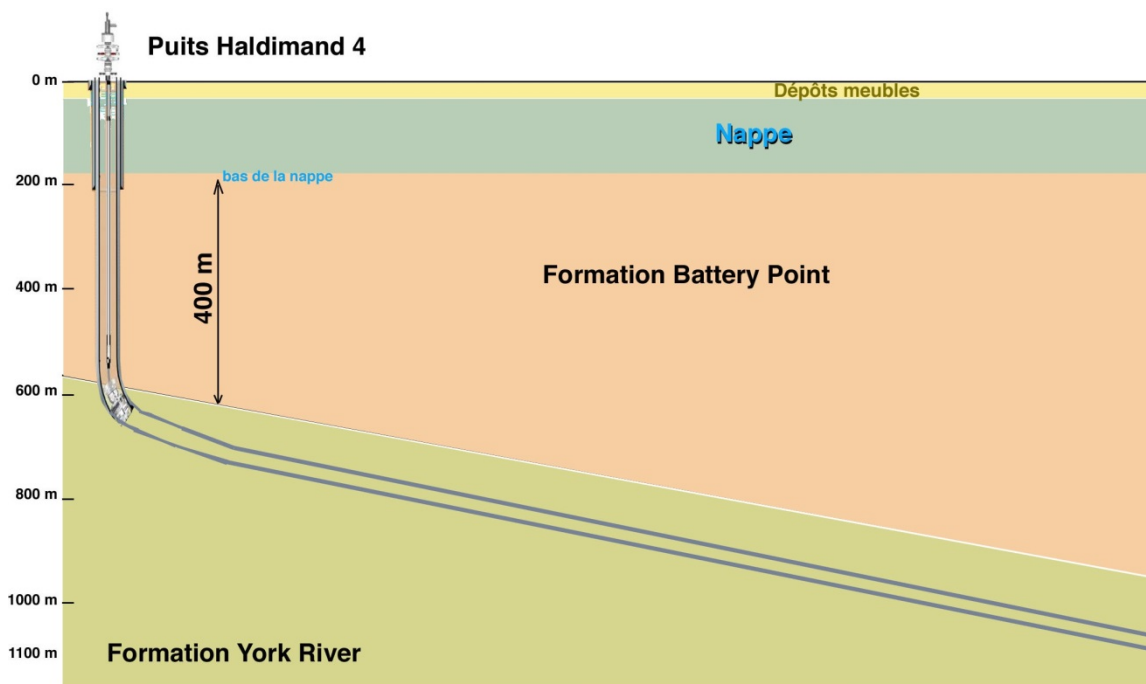 Puits Haldimand 4
0 m
Dépôts meubles
Nappe
bas de la nappe
200 m
400 m
Formation Battery Point
400 m
600 m
800 m
1000 m
1100 m
Formation York River